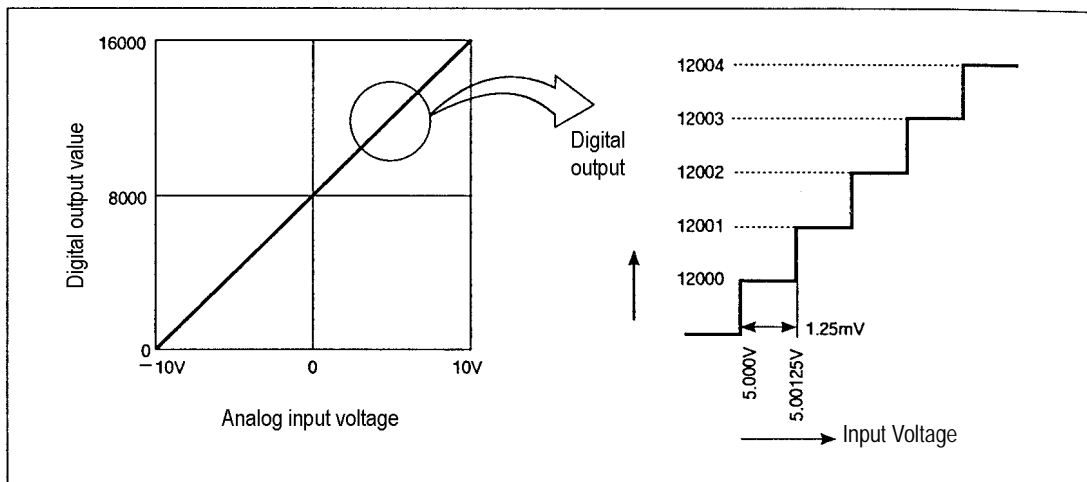 16000
8000
0
−10V
0
10V
Digital output value
Analog input voltage
Digital
output
12004
12003
12002
12001
12000
1.25mV
5.000V
5.00125V
Input Voltage